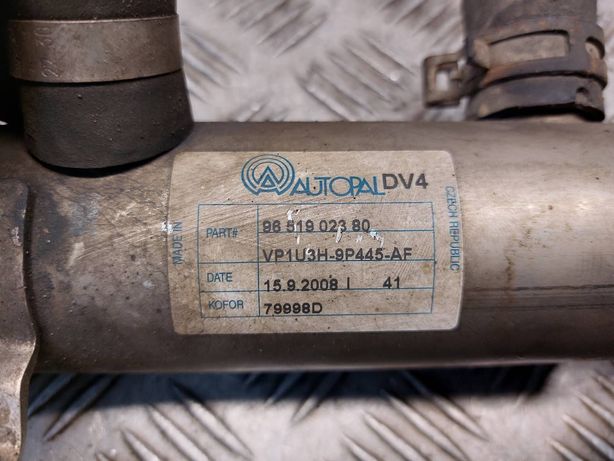 AUTOPAL DV4
MADE IN
PART# 96 519 023 80
VP1U3H-9P445-AF
DATE 15.9.2008 I 41
KOFOR 79998D
CZECH REPUBLIC